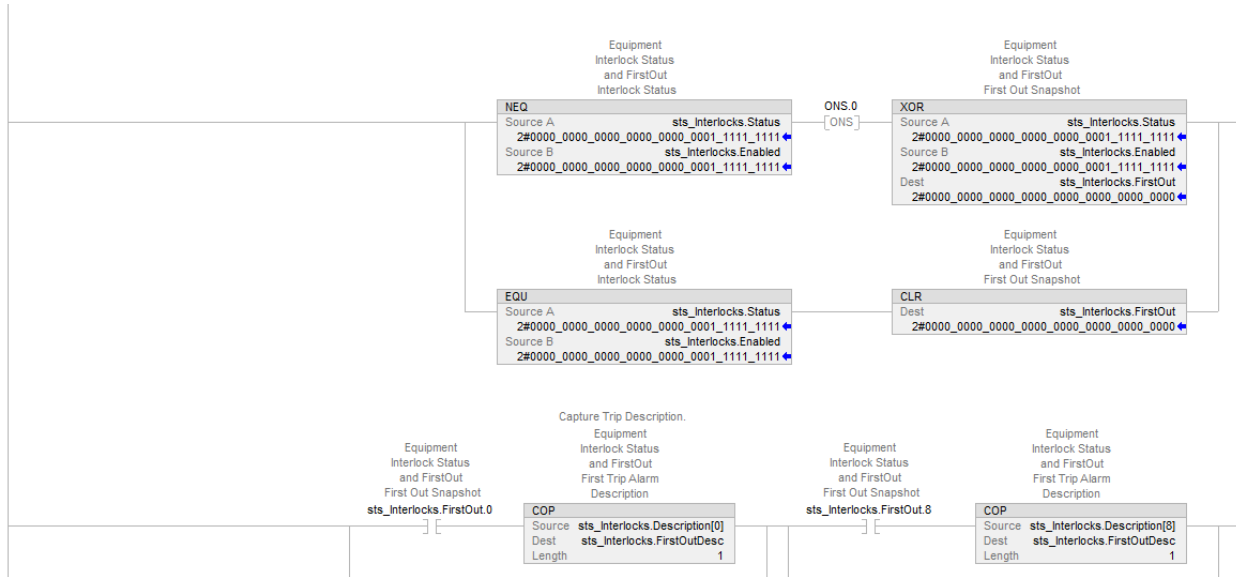 Equipment
Interlock Status
and FirstOut
Interlock Status
NEQ
Source A sts_Interlocks.Status
2#0000_0000_0000_0000_0000_0001_1111_1111
Source B sts_Interlocks.Enabled
2#0000_0000_0000_0000_0000_0001_1111_1111
ONS.0
ONS
Equipment
Interlock Status
and FirstOut
First Out Snapshot
XOR
Source A sts_Interlocks.Status
2#0000_0000_0000_0000_0000_0001_1111_1111
Source B sts_Interlocks.Enabled
2#0000_0000_0000_0000_0000_0001_1111_1111
Dest sts_Interlocks.FirstOut
2#0000_0000_0000_0000_0000_0000_0000_0000
Equipment
Interlock Status
and FirstOut
Interlock Status
EQU
Source A sts_Interlocks.Status
2#0000_0000_0000_0000_0000_0001_1111_1111
Source B sts_Interlocks.Enabled
2#0000_0000_0000_0000_0000_0001_1111_1111
Equipment
Interlock Status
and FirstOut
First Out Snapshot
CLR
Dest sts_Interlocks.FirstOut
2#0000_0000_0000_0000_0000_0000_0000_0000
Equipment
Interlock Status
and FirstOut
First Out Snapshot
sts_Interlocks.FirstOut.0
Capture Trip Description.
Equipment
Interlock Status
and FirstOut
First Trip Alarm
Description
COP
Source sts_Interlocks.Description[0]
Dest sts_Interlocks.FirstOutDesc
Length 1
Equipment
Interlock Status
and FirstOut
First Out Snapshot
sts_Interlocks.FirstOut.8
Equipment
Interlock Status
and FirstOut
First Trip Alarm
Description
COP
Source sts_Interlocks.Description[8]
Dest sts_Interlocks.FirstOutDesc
Length 1